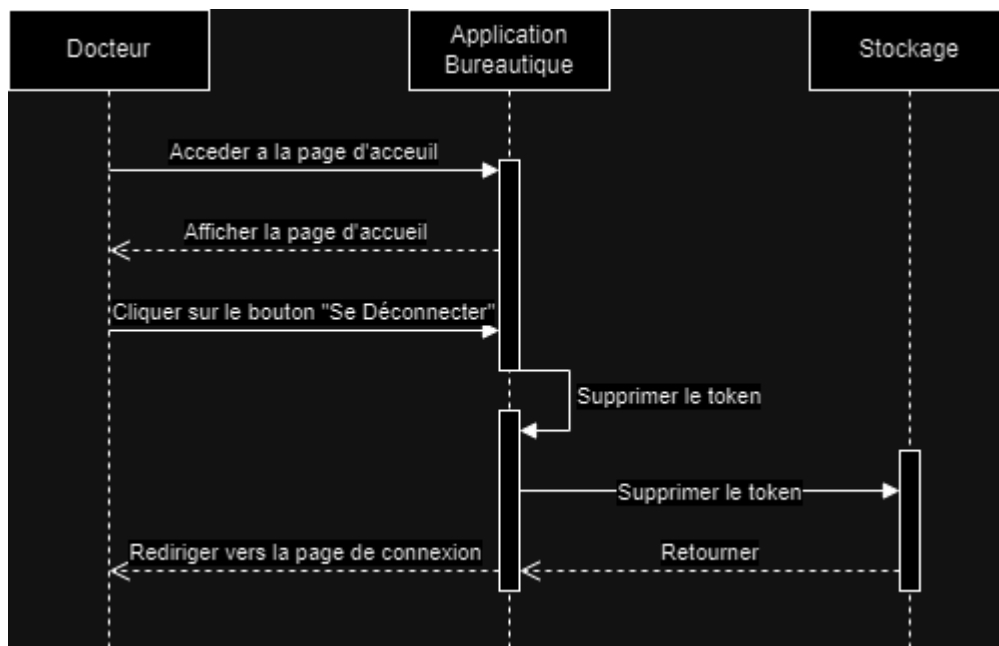 Docteur
Application
Bureautique
Stockage
Acceder a la page d'acceuil
Afficher la page d'accueil
Cliquer sur le bouton "Se Déconnecter"
Supprimer le token
Supprimer le token
Rediriger vers la page de connexion
Retourner